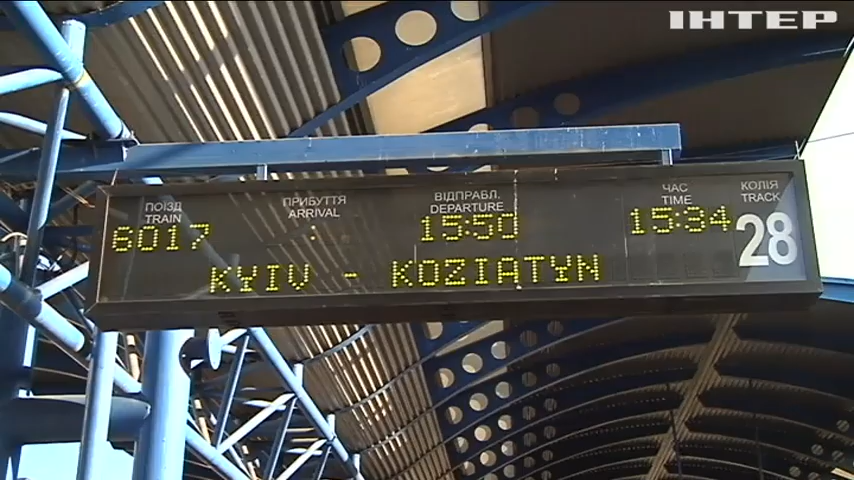 ІНТЕР
ПОЇЗД ПРИБУТТЯ ВІДПРАВЛ. ЧАС КОЛІЯ
TRAIN ARRIVAL DEPARTURE TIME TRACK
6017 15:50 15:34 28
KYIV - KOZIATYN